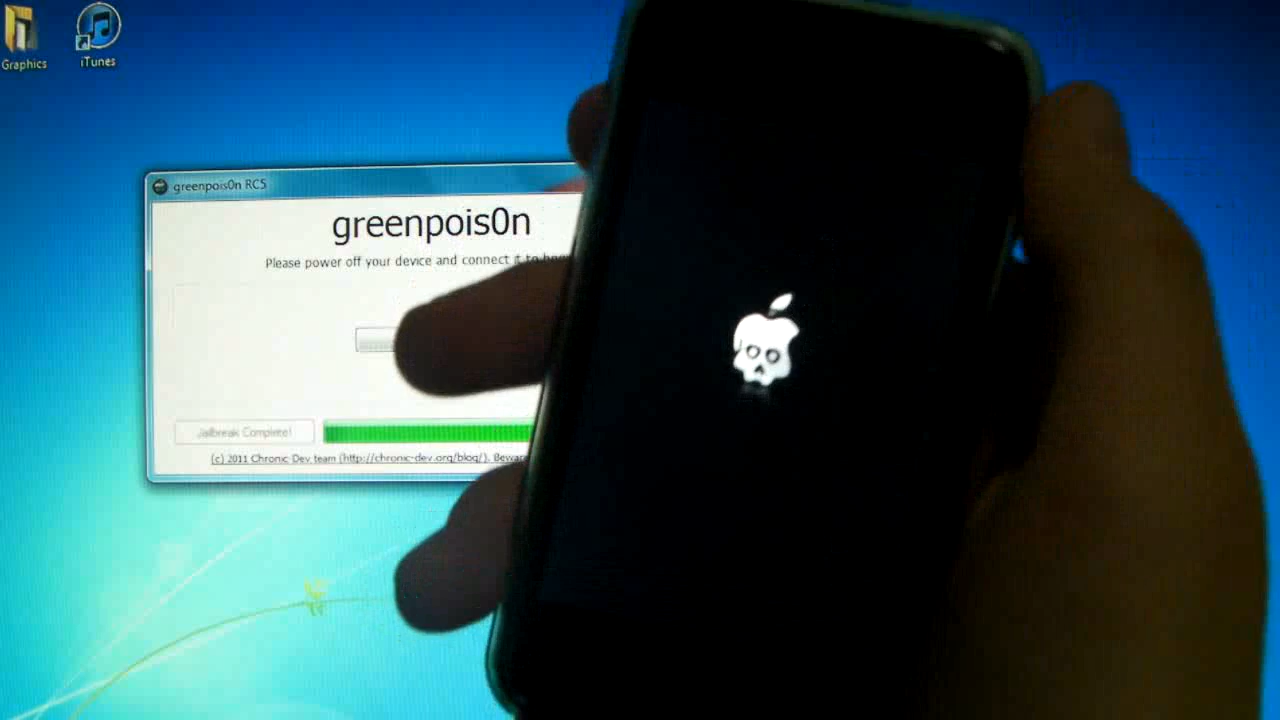 Graphics
iTunes
greenpois0n RC5
greenpois0n
Please power off your device and connect it to
Jailbreak Complete!
(c) 2011 Chronic-Dev team (http://chronic-dev.org/blog/). Beware